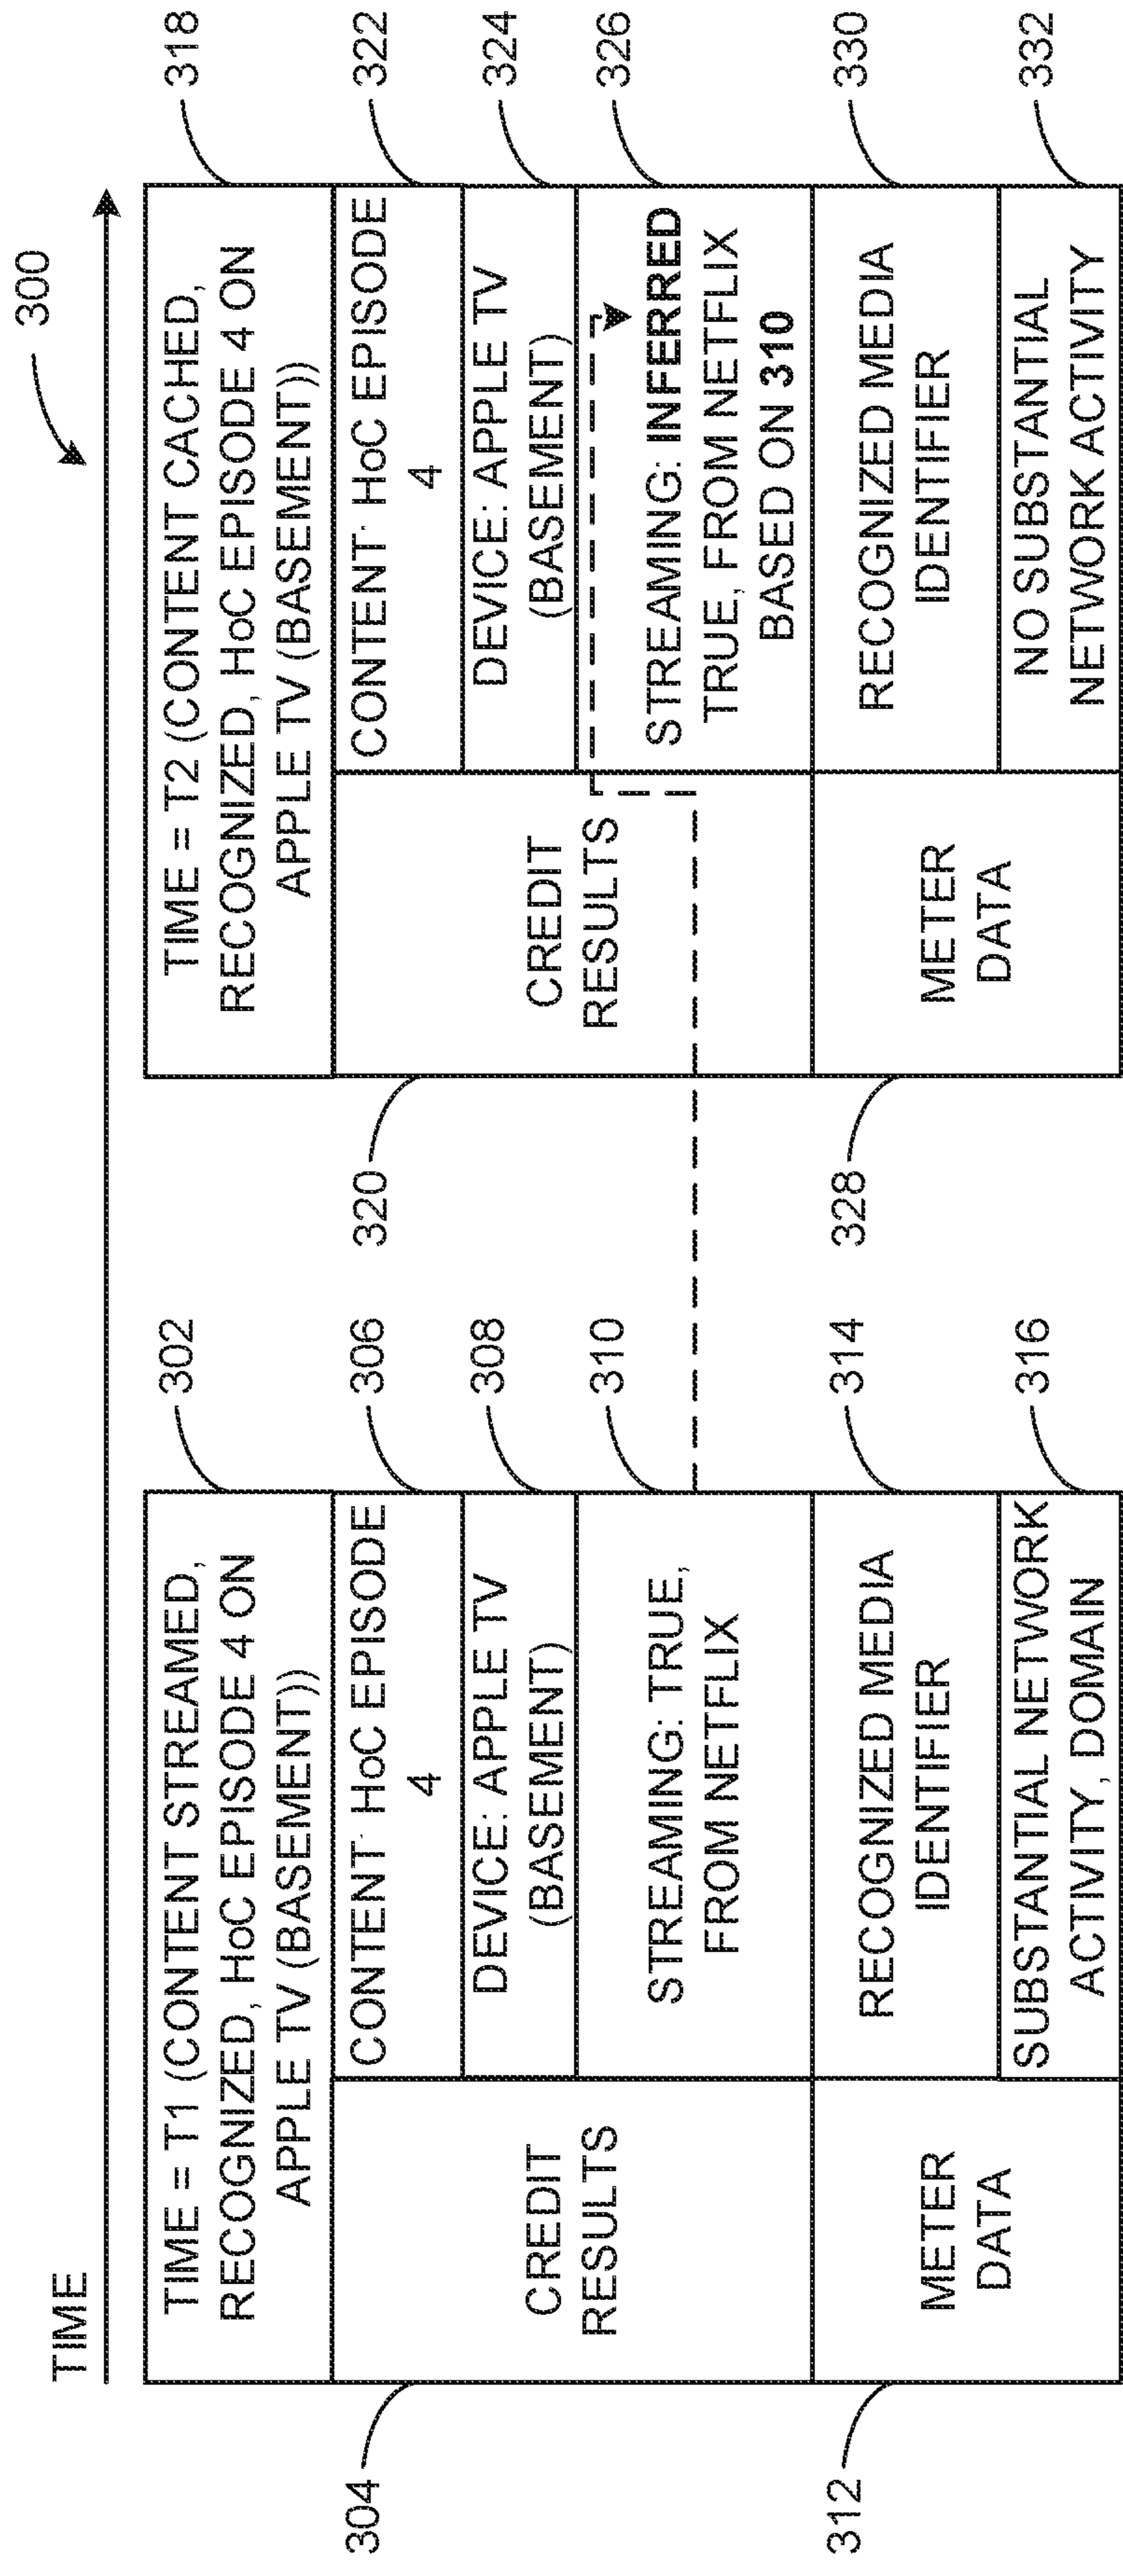 300
TIME
TIME = T1 (CONTENT STREAMED,
RECOGNIZED, HoC EPISODE 4 ON
APPLE TV (BASEMENT))
302
304
CREDIT
RESULTS
CONTENT: HoC EPISODE
4
306
DEVICE: APPLE TV
(BASEMENT)
308
STREAMING: TRUE,
FROM NETFLIX
310
312
METER
DATA
RECOGNIZED MEDIA
IDENTIFIER
314
SUBSTANTIAL NETWORK
ACTIVITY, DOMAIN
316
TIME = T2 (CONTENT CACHED,
RECOGNIZED, HoC EPISODE 4 ON
APPLE TV (BASEMENT))
318
320
CREDIT
RESULTS
CONTENT: HoC EPISODE
4
322
DEVICE: APPLE TV
(BASEMENT)
324
STREAMING: INFERRED
TRUE, FROM NETFLIX
BASED ON 310
326
328
METER
DATA
RECOGNIZED MEDIA
IDENTIFIER
330
NO SUBSTANTIAL
NETWORK ACTIVITY
332